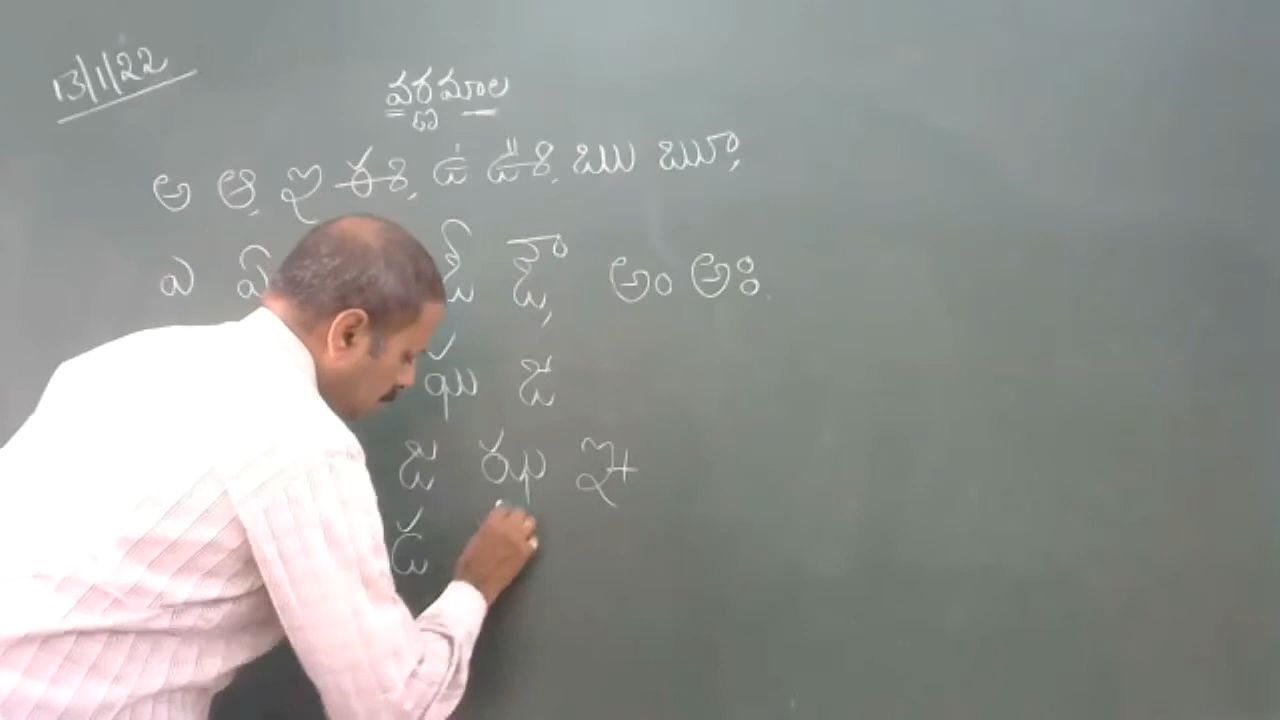 13/1/22
వర్ణమాల
అ ఆ, ఐ ఈ, ఉ ఊ, ఋ ౠ,
ఎ ఏ ఓ ఔ, అం అః.
ఘ ఙ
జ ఝ ఞ
డ